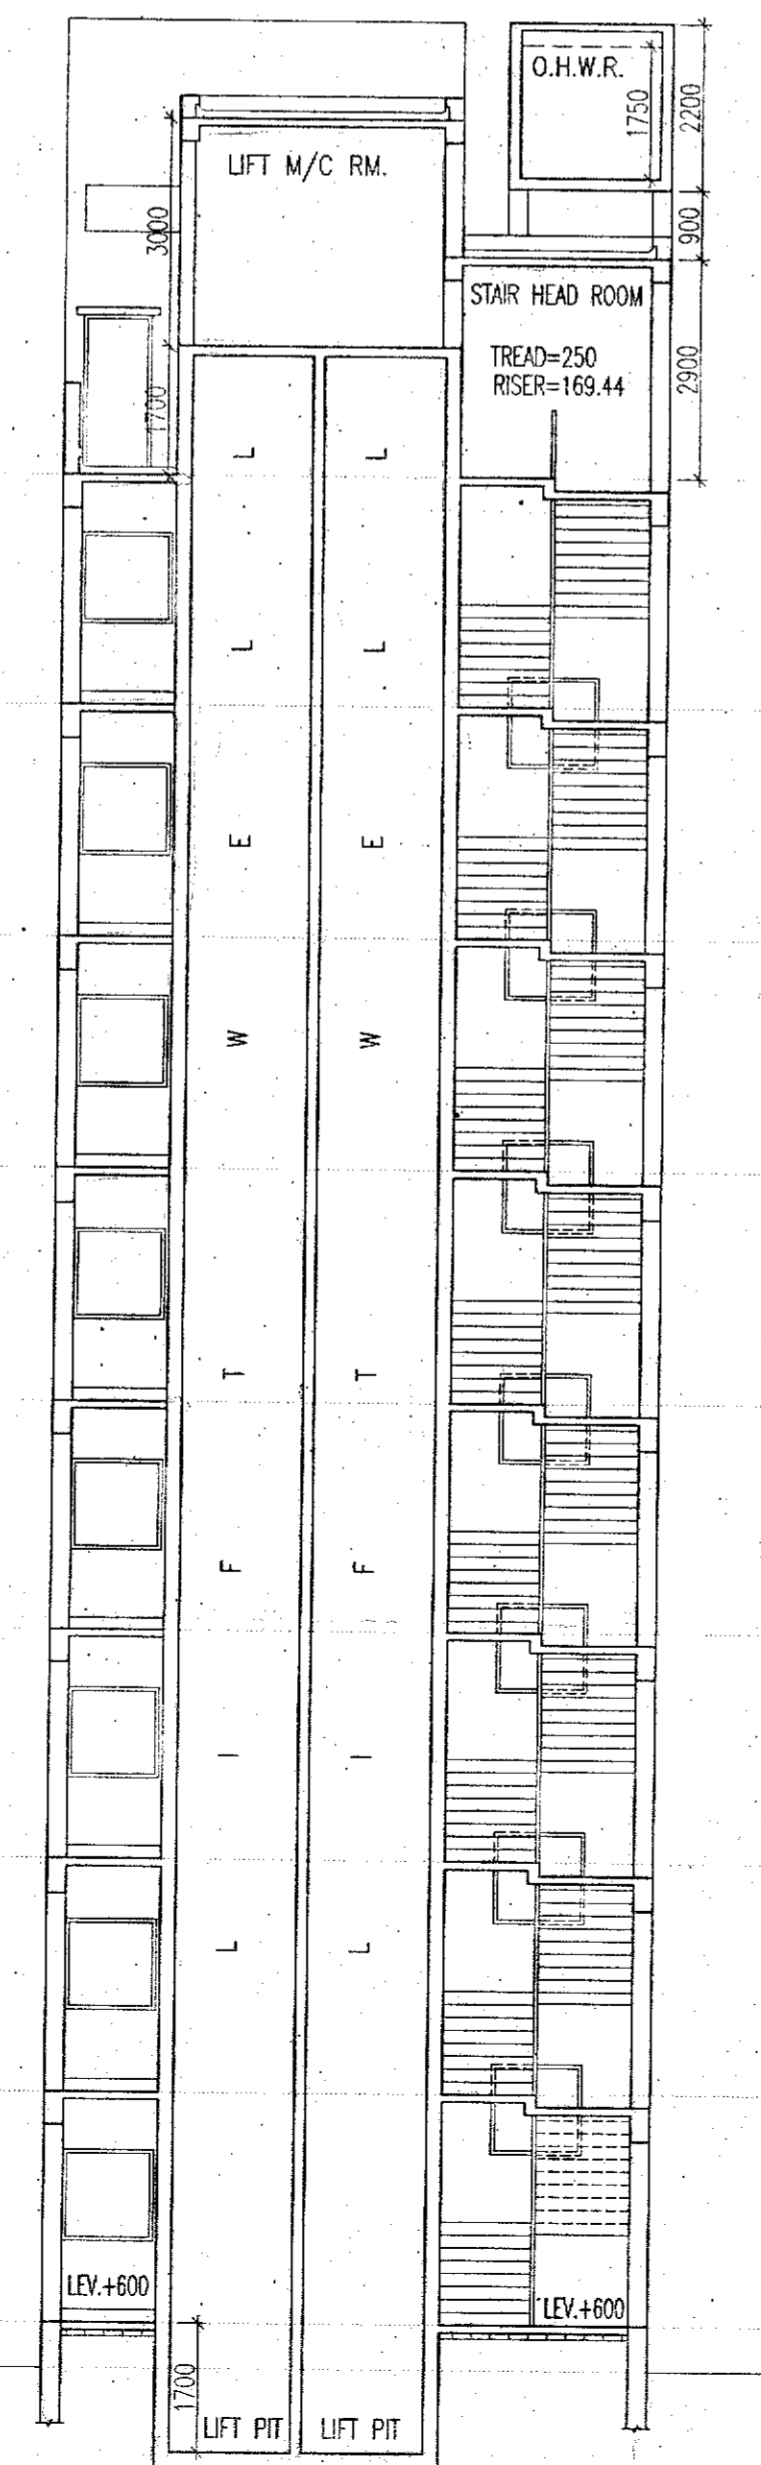 O.H.W.R.
1750
2200
LIFT M/C RM.
3000
900
STAIR HEAD ROOM
TREAD=250
RISER=169.44
2900
1700
L L
L L
E E
W W
T T
F F
I I
L L
LEV.+600
LEV.+600
1700
LIFT PIT
LIFT PIT